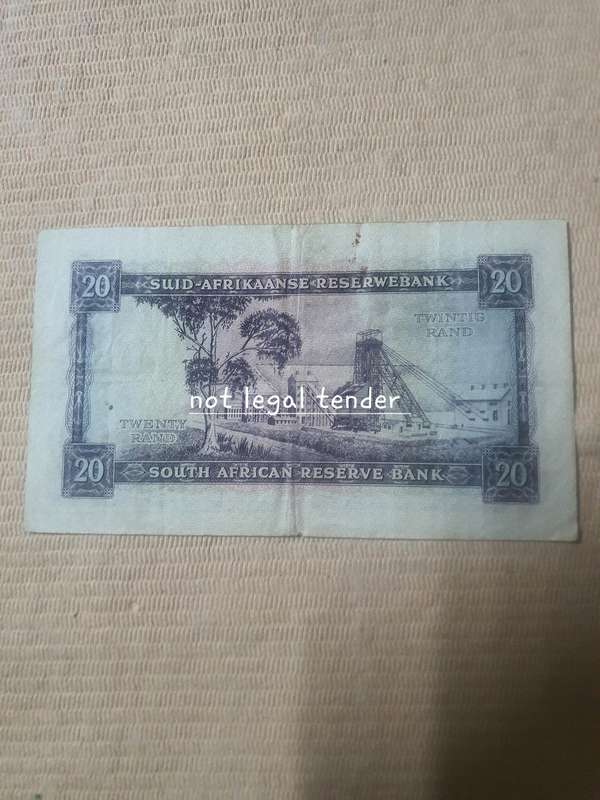 20 SUID-AFRIKAANSE RESERWEBANK 20
TWINTIG
RAND
not legal tender
TWENTY
RAND
20 SOUTH AFRICAN RESERVE BANK 20